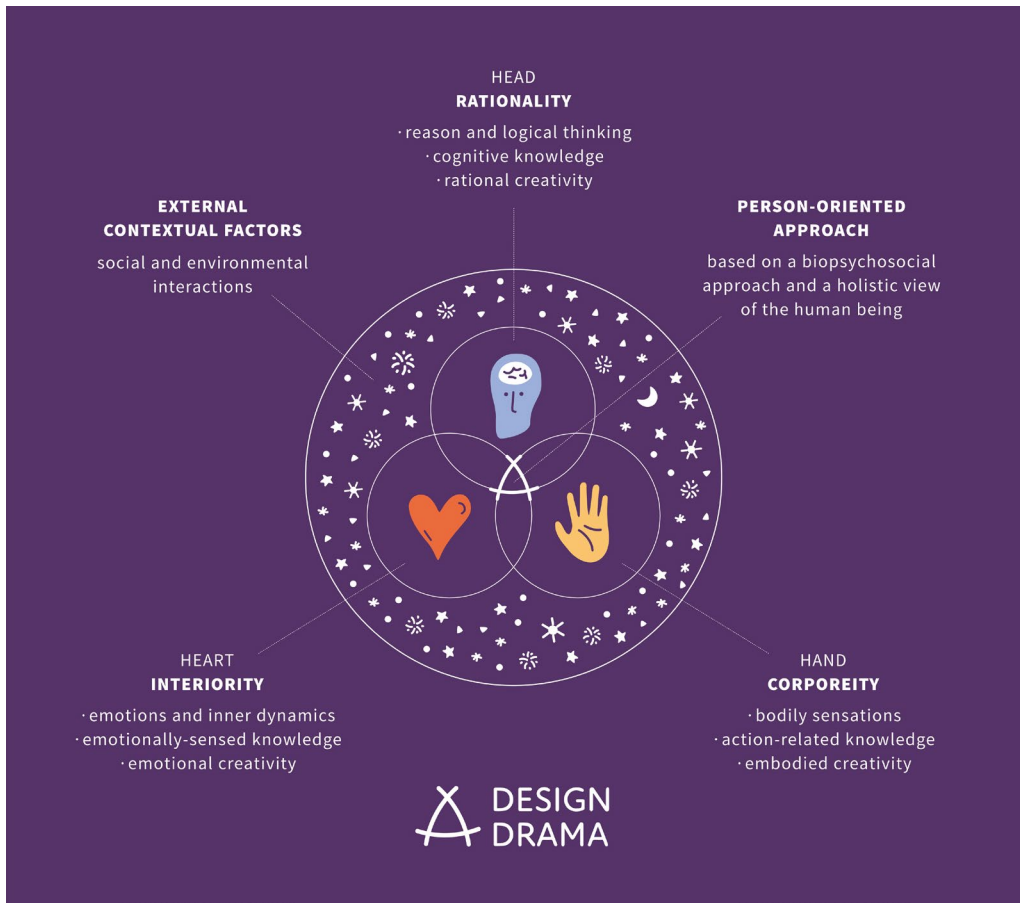 HEAD
RATIONALITY
· reason and logical thinking
· cognitive knowledge
· rational creativity
EXTERNAL
CONTEXTUAL FACTORS
social and environmental
interactions
PERSON-ORIENTED
APPROACH
based on a biopsychosocial
approach and a holistic view
of the human being
HEART
INTERIORITY
· emotions and inner dynamics
· emotionally-sensed knowledge
· emotional creativity
HAND
CORPOREITY
· bodily sensations
· action-related knowledge
· embodied creativity
DESIGN
DRAMA